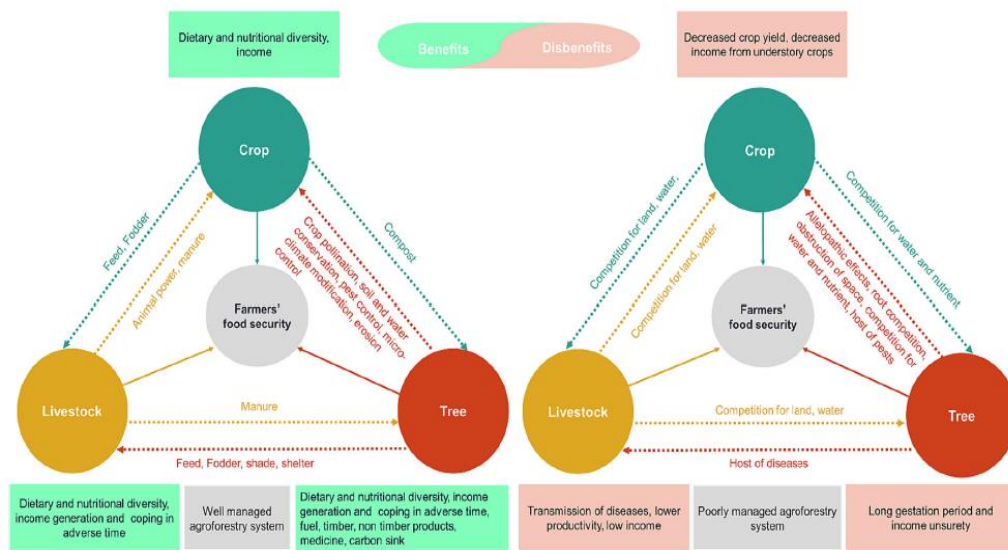 Dietary and nutritional diversity,
income
Benefits
Disbenefits
Decreased crop yield, decreased
income from understory crops
Crop
Feed, Fodder
Animal power, manure
Crop pollination, soil and water
conservation, pest control, micro-
climate modification, erosion
control
Compost
Farmers'
food security
Livestock
Manure
Tree
Feed, Fodder, shade, shelter
Dietary and nutritional diversity,
income generation and coping in
adverse time
Well managed
agroforestry system
Dietary and nutritional diversity, income
generation and coping in adverse time,
fuel, timber, non timber products,
medicine, carbon sink
Crop
Competition for land, water,
Competition for land, water
Allelopathic effects, root competition,
obstruction of space, competition for
water and nutrient, host of pests
Competition for water and nutrient
Farmers'
food security
Livestock
Competition for land, water
Tree
Host of diseases
Transmission of diseases, lower
productivity, low income
Poorly managed agroforestry
system
Long gestation period and
income unsurety